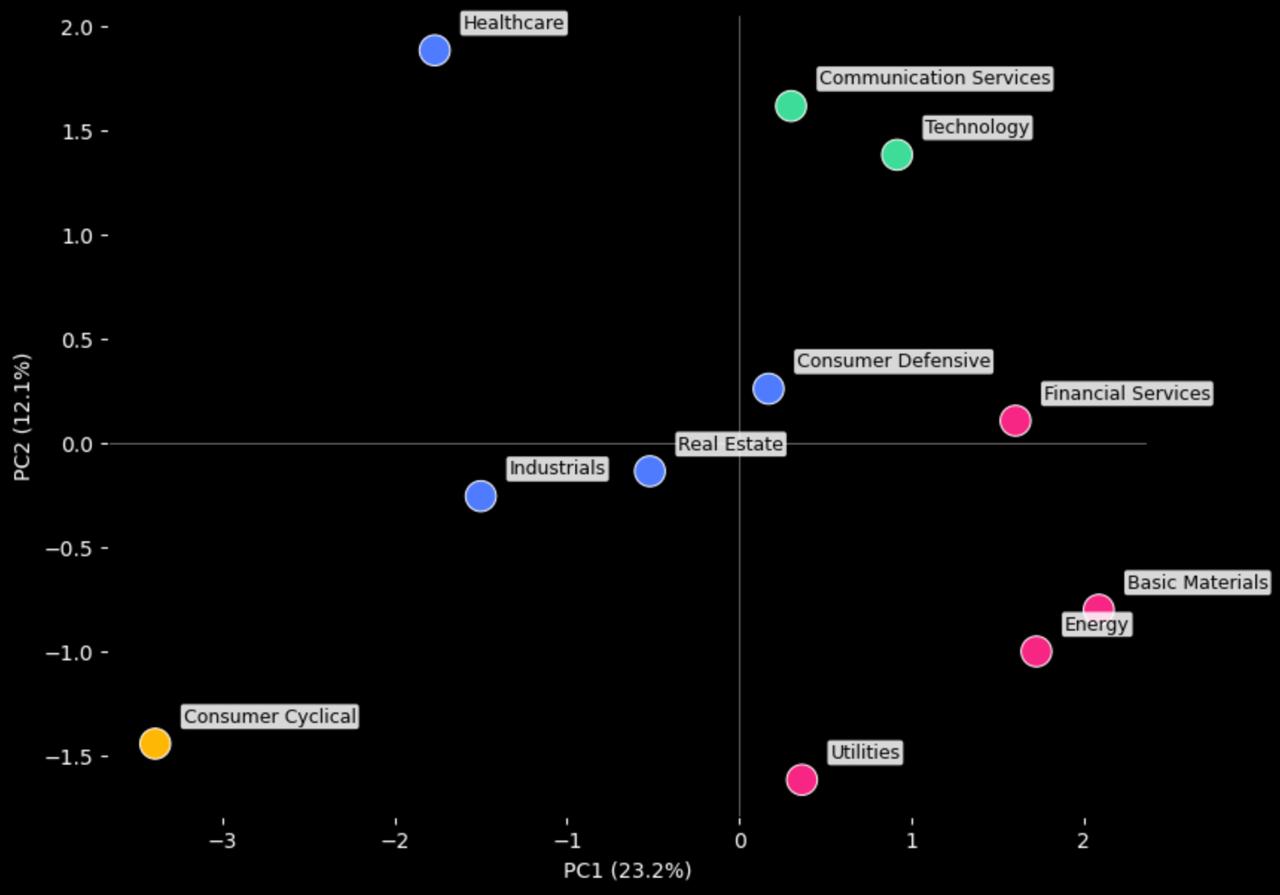 2.0
Healthcare
Communication Services
1.5
Technology
1.0
0.5
Consumer Defensive
Financial Services
0.0
Real Estate
Industrials
−0.5
Basic Materials
Energy
−1.0
Consumer Cyclical
−1.5
Utilities
PC2 (12.1%)
−3 −2 −1 0 1 2
PC1 (23.2%)